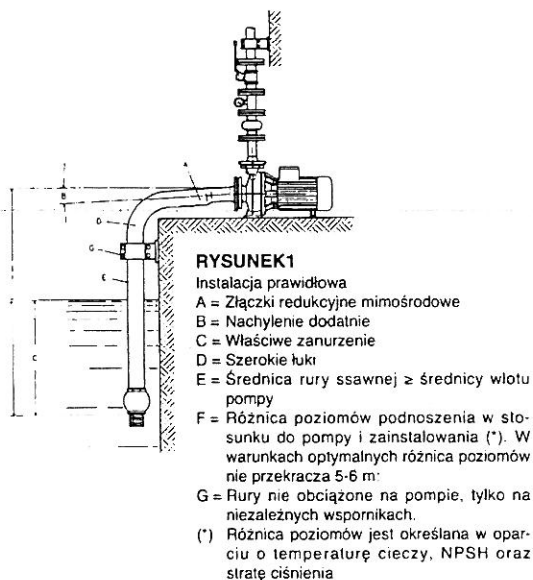 A
B
D
G
E
C
RYSUNEK1
Instalacja prawidłowa
A = Złączki redukcyjne mimośrodowe
B = Nachylenie dodatnie
C = Właściwe zanurzenie
D = Szerokie łuki
E = Średnica rury ssawnej ≥ średnicy wlotu
pompy
F = Różnica poziomów podnoszenia w sto-
sunku do pompy i zainstalowania (*). W
warunkach optymalnych różnica poziomów
nie przekracza 5-6 m:
G = Rury nie obciążone na pompie, tylko na
niezależnych wspornikach.
(*) Różnica poziomów jest określana w opar-
ciu o temperaturę cieczy, NPSH oraz
stratę ciśnienia